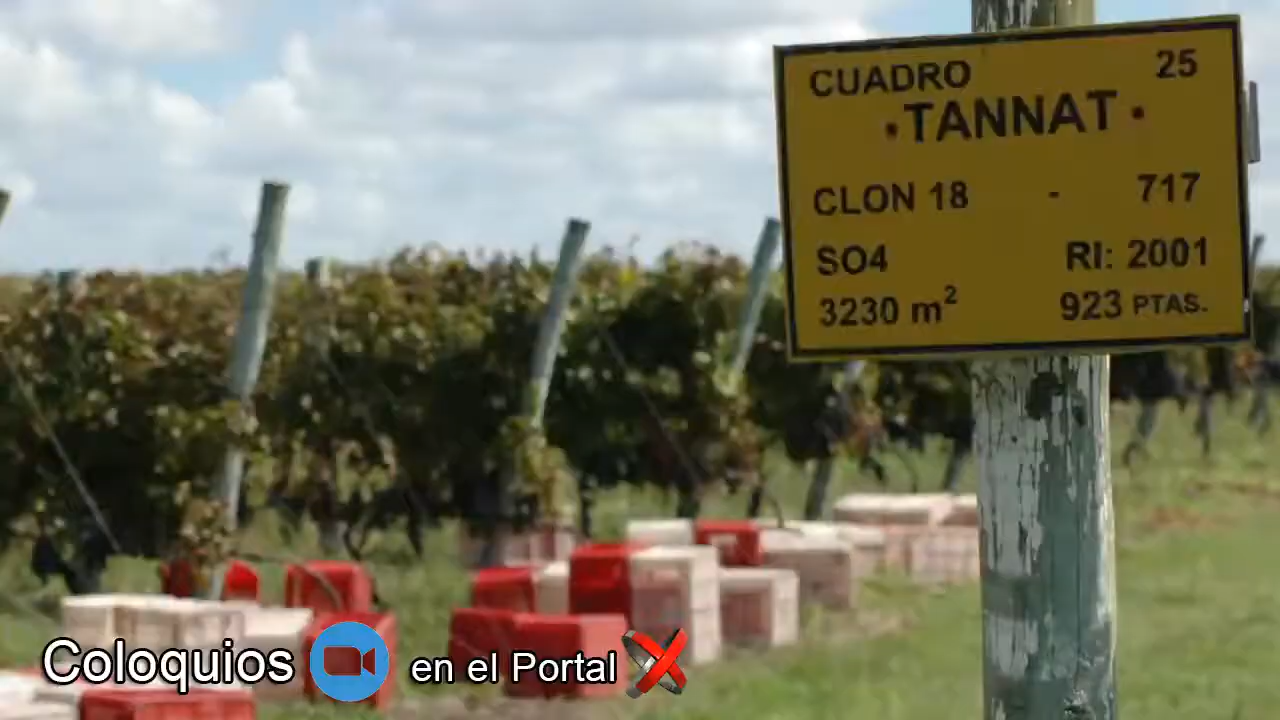 CUADRO 25
• TANNAT •
CLON 18 - 717
SO4 RI: 2001
3230 m² 923 PTAS.
Coloquios en el Portal